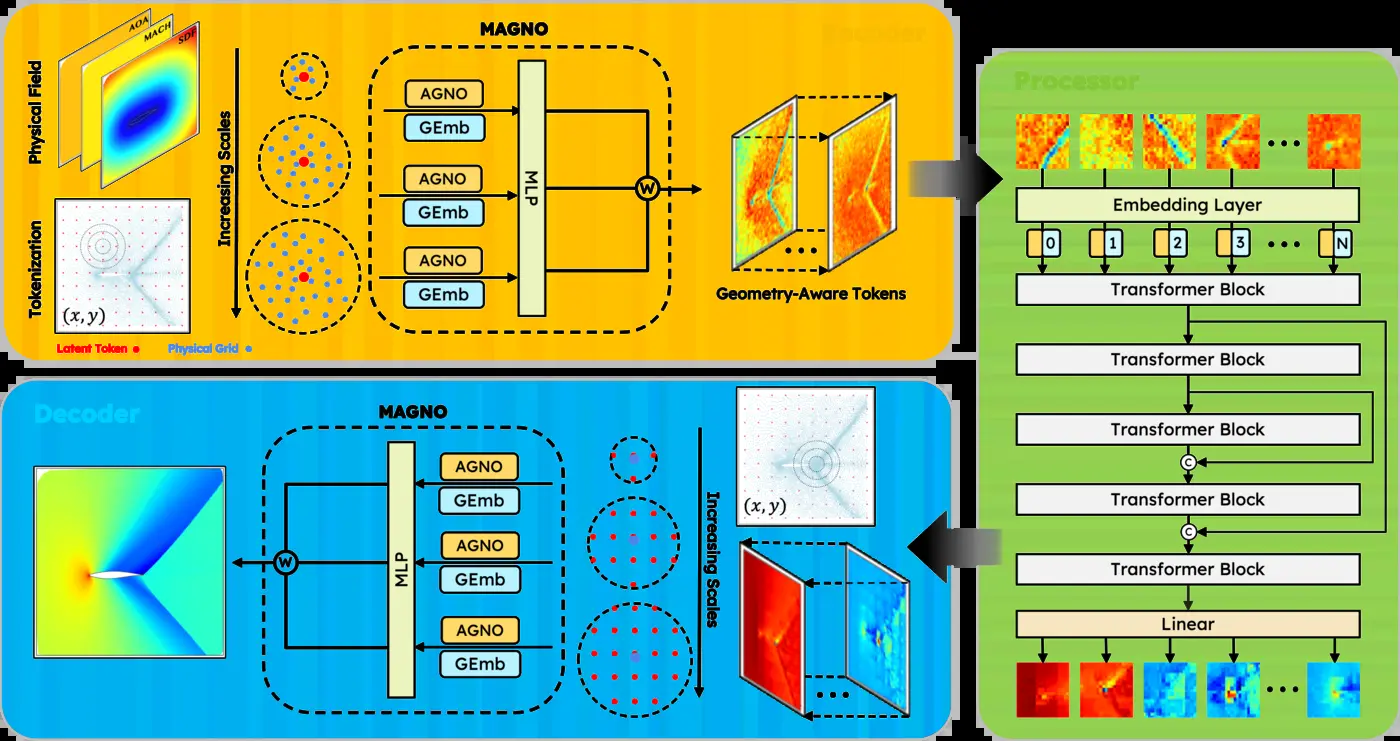 AOA
MACH
SDF
Physical Field
Tokenization
(x, y)
Latent Token
Physical Grid
Increasing Scales
MAGNO
AGNO
GEmb
AGNO
GEmb
AGNO
GEmb
MLP
W
Geometry-Aware Tokens
Processor
Embedding Layer
0
1
2
3
N
Transformer Block
Transformer Block
Transformer Block
C
Transformer Block
C
Transformer Block
Linear
Decoder
MAGNO
AGNO
GEmb
AGNO
GEmb
AGNO
GEmb
MLP
W
Increasing Scales
(x, y)